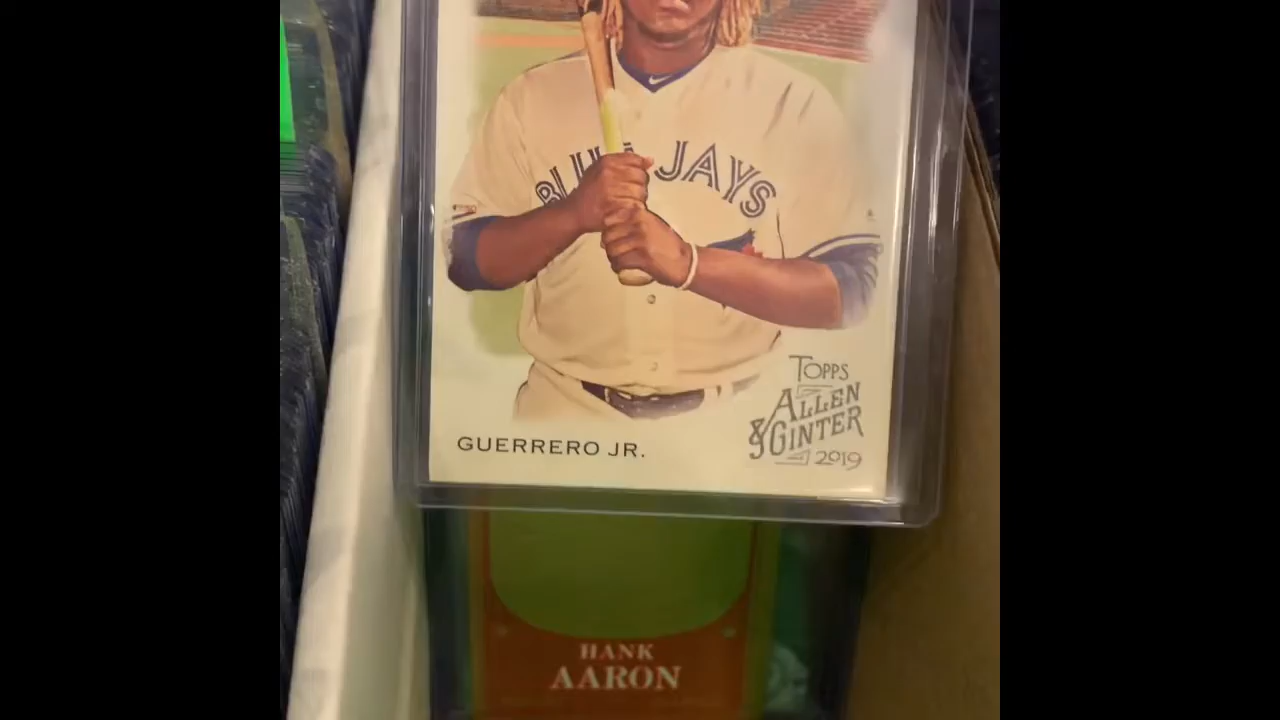 BLUE JAYS
GUERRERO JR.
TOPPS
ALLEN
& GINTER
2019
HANK
AARON